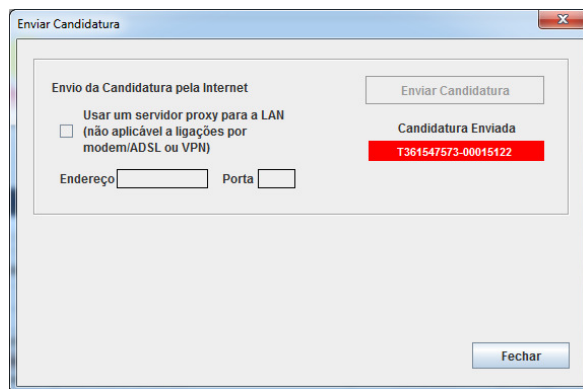 Enviar Candidatura
Envio da Candidatura pela Internet
Enviar Candidatura
Usar um servidor proxy para a LAN
(não aplicável a ligações por
modem/ADSL ou VPN)
Candidatura Enviada
T361547573-00015122
Endereço
Porta
Fechar